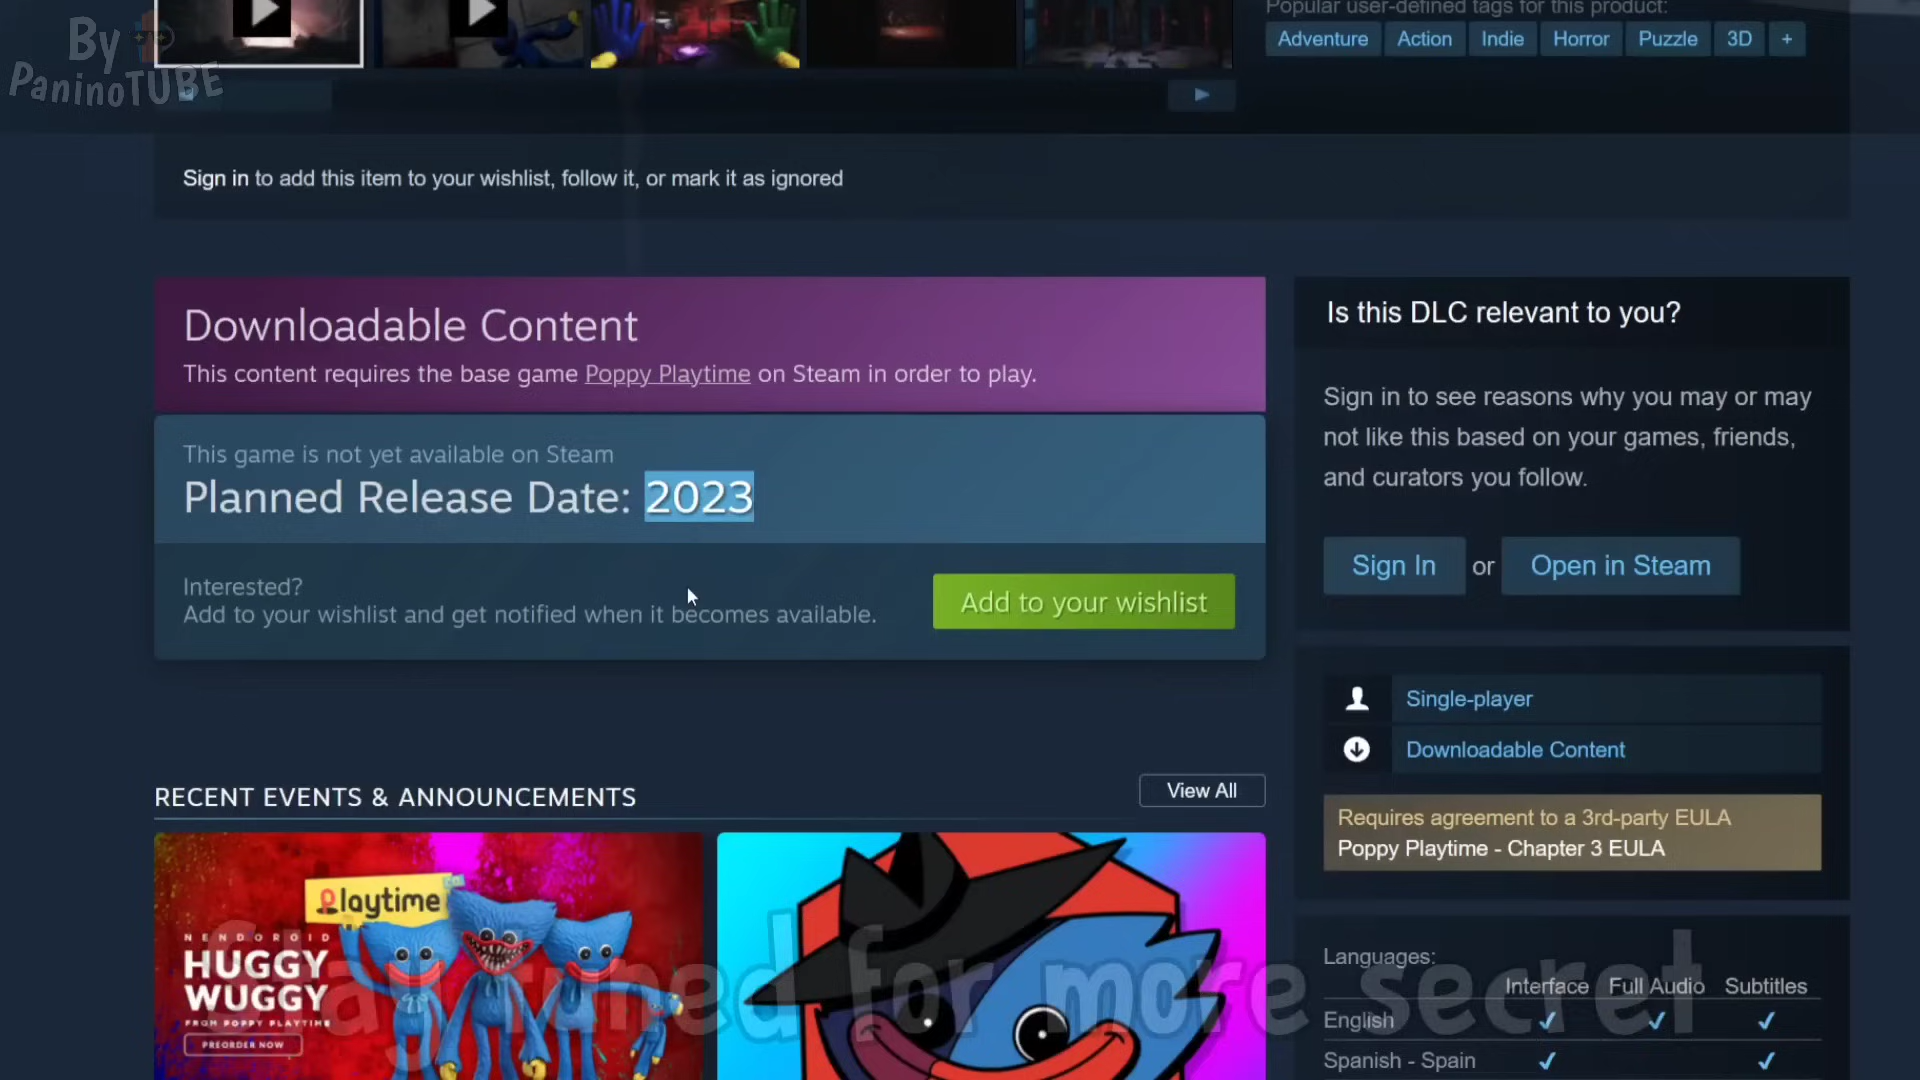 By
PaninoTUBE
Popular user-defined tags for this product:
Adventure
Action
Indie
Horror
Puzzle
3D
+
Sign in to add this item to your wishlist, follow it, or mark it as ignored
Downloadable Content
This content requires the base game Poppy Playtime on Steam in order to play.
This game is not yet available on Steam
Planned Release Date: 2023
Interested?
Add to your wishlist and get notified when it becomes available.
Add to your wishlist
Is this DLC relevant to you?
Sign in to see reasons why you may or may
not like this based on your games, friends,
and curators you follow.
Sign In or Open in Steam
Single-player
Downloadable Content
Requires agreement to a 3rd-party EULA
Poppy Playtime - Chapter 3 EULA
RECENT EVENTS & ANNOUNCEMENTS
View All
Playtime
NENDOROID
HUGGY
WUGGY
FROM POPPY PLAYTIME
PREORDER NOW
Stay tuned for more secret
Languages:
Interface Full Audio Subtitles
English
Spanish - Spain